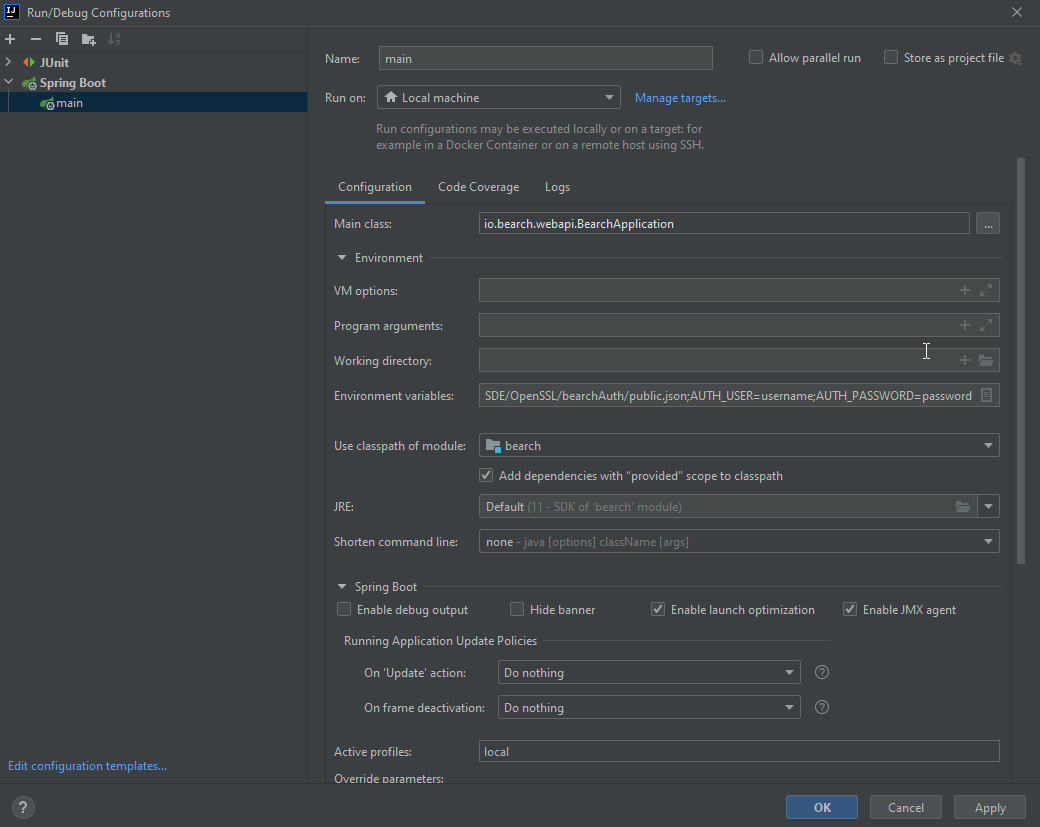 IJ Run/Debug Configurations
JUnit
Spring Boot
main
Edit configuration templates...
?
Name: main Allow parallel run Store as project file
Run on: Local machine Manage targets...
Run configurations may be executed locally or on a target: for
example in a Docker Container or on a remote host using SSH.
Configuration Code Coverage Logs
Main class: io.bearch.webapi.BearchApplication ...
Environment
VM options:
Program arguments:
Working directory:
Environment variables: SDE/OpenSSL/bearchAuth/public.json;AUTH_USER=username;AUTH_PASSWORD=password
Use classpath of module: bearch
Add dependencies with “provided” scope to classpath
JRE: Default (11 - SDK of 'bearch' module)
Shorten command line: none - java [options] className [args]
Spring Boot
Enable debug output Hide banner Enable launch optimization Enable JMX agent
Running Application Update Policies
On 'Update' action: Do nothing ?
On frame deactivation: Do nothing ?
Active profiles: local
Override parameters:
OK Cancel Apply